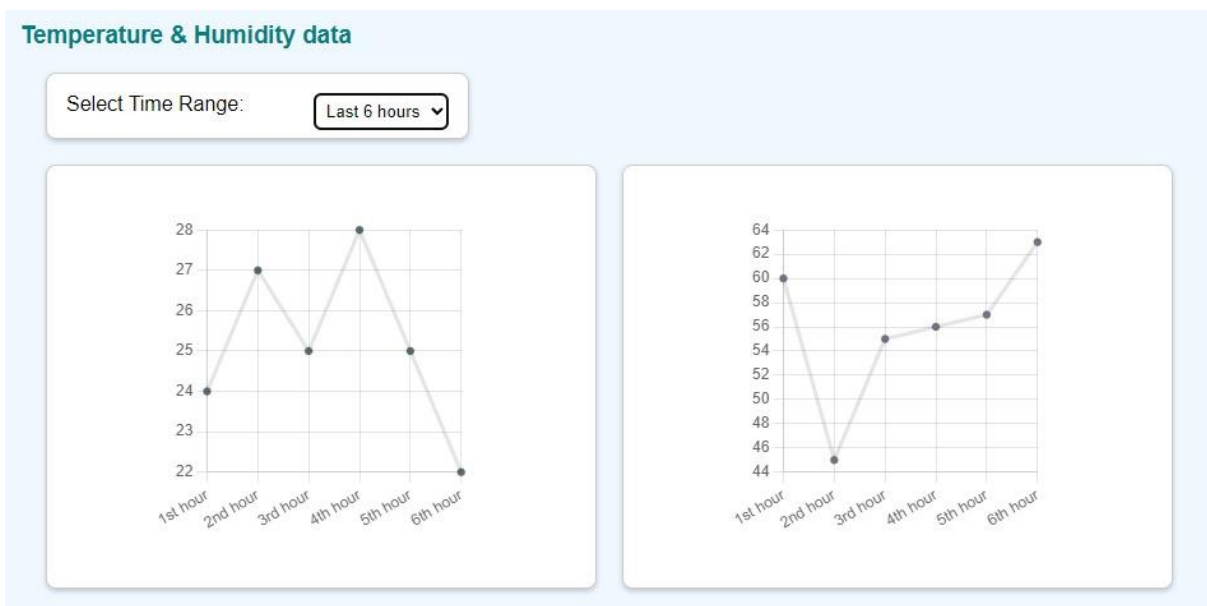 Temperature & Humidity data
Select Time Range:
Last 6 hours
28
27
26
25
24
23
22
1st hour
2nd hour
3rd hour
4th hour
5th hour
6th hour
64
62
60
58
56
54
52
50
48
46
44
1st hour
2nd hour
3rd hour
4th hour
5th hour
6th hour